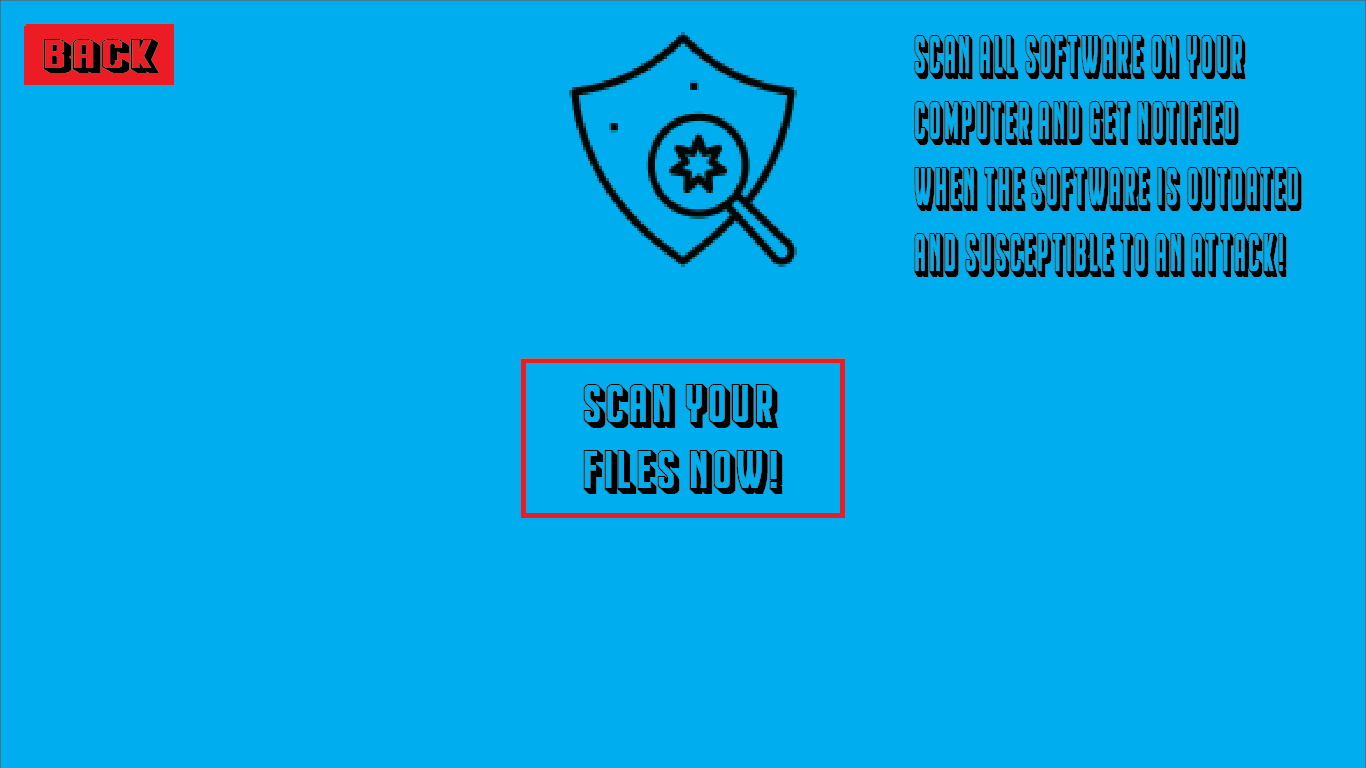 BACK
SCAN ALL SOFTWARE ON YOUR
COMPUTER AND GET NOTIFIED
WHEN THE SOFTWARE IS OUTDATED
AND SUSCEPTIBLE TO AN ATTACK!
SCAN YOUR
FILES NOW!